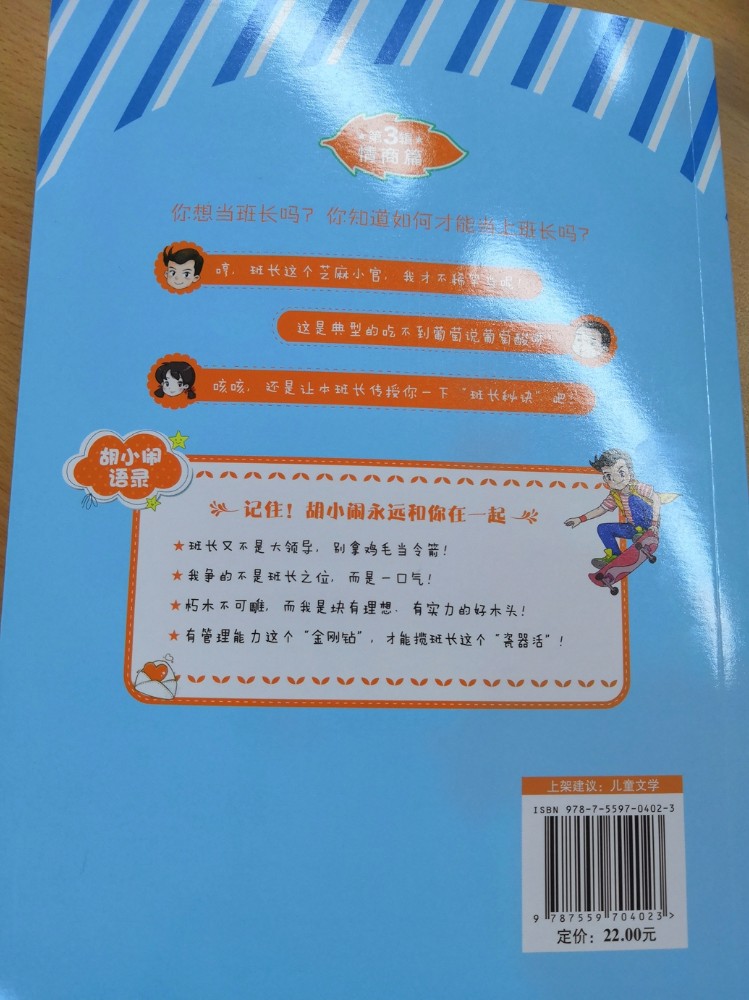 第3辑
情商篇
你想当班长吗？你知道如何才能当上班长吗？
哼，班长这个芝麻小官，我才不稀罕当呢！
这是典型的吃不到葡萄说葡萄酸呀！
咳咳，还是让本班长传授你一下“班长秘诀”吧！
胡小闹
语录
记住！胡小闹永远和你在一起
★班长又不是大领导，别拿鸡毛当令箭！
★我争的不是班长之位，而是一口气！
★朽木不可雕，而我是块有理想、有实力的好木头！
★有管理能力这个“金刚钻”，才能揽班长这个“瓷器活”！
上架建议：儿童文学
ISBN 978-7-5597-0402-3
9 787559 704023>
定价：22.00元